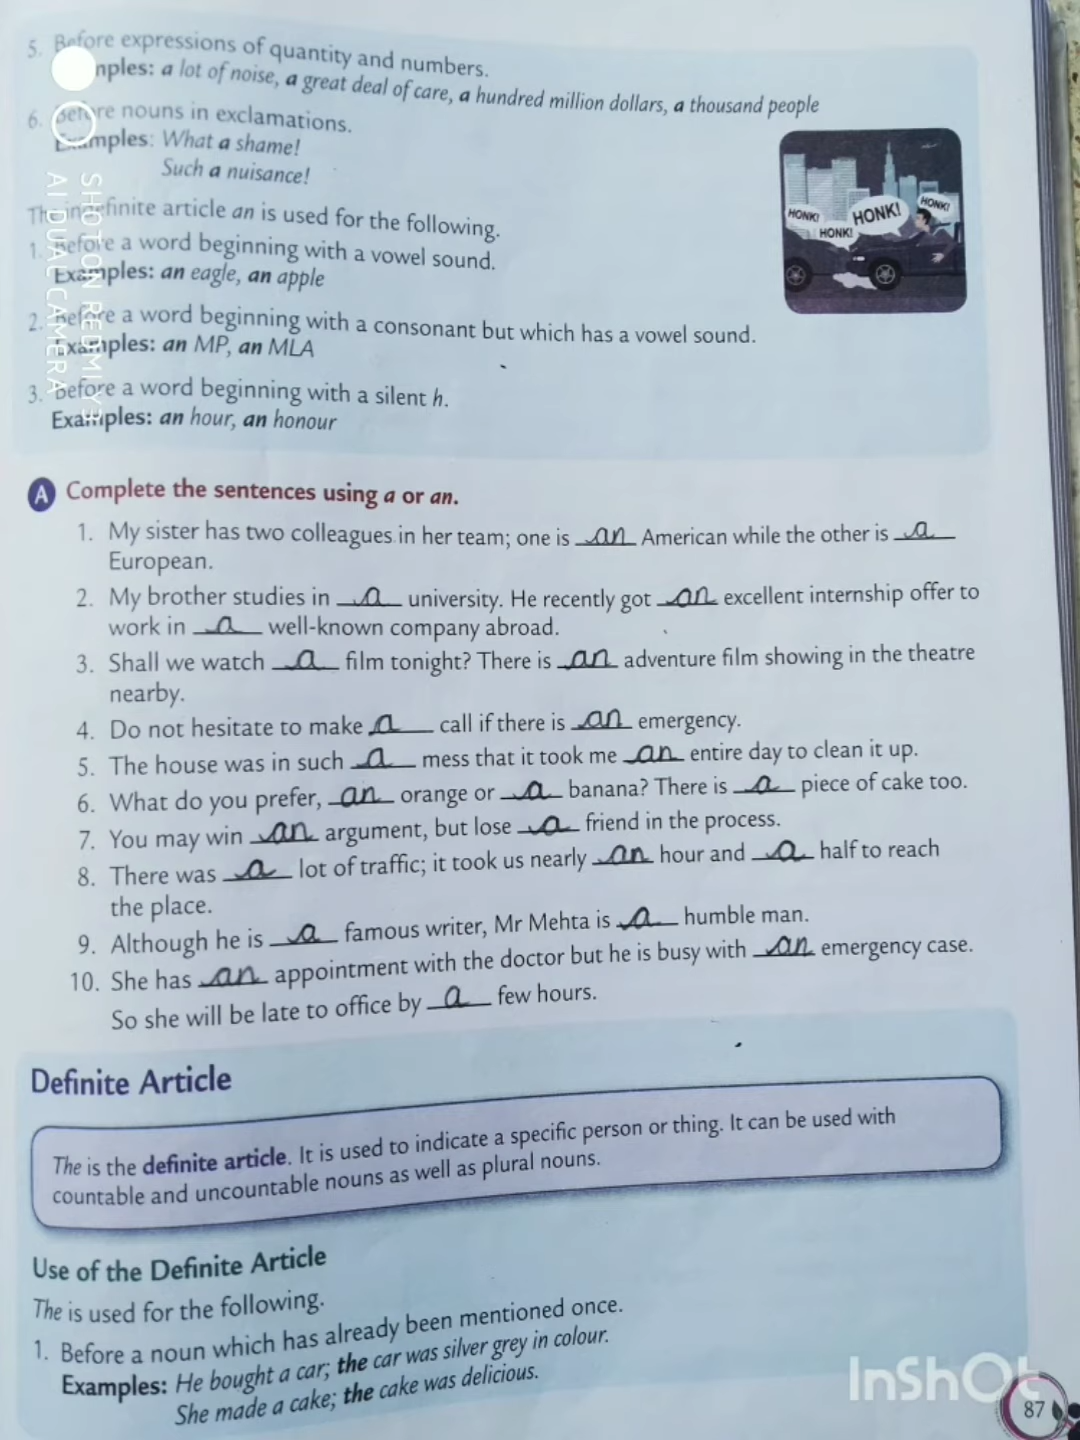 5. Before expressions of quantity and numbers.
mples: a lot of noise, a great deal of care, a hundred million dollars, a thousand people
6. Before nouns in exclamations.
Examples: What a shame!
Such a nuisance!
HONK!
HONK!
HONK!
HONK!
The indefinite article an is used for the following.
1. Before a word beginning with a vowel sound.
Examples: an eagle, an apple
2. Before a word beginning with a consonant but which has a vowel sound.
Examples: an MP, an MLA
3. Before a word beginning with a silent h.
Examples: an hour, an honour
SHOT ON REDMI Y3
AI DUAL CAMERA
A Complete the sentences using a or an.
1. My sister has two colleagues in her team; one is an American while the other is a
European.
2. My brother studies in a university. He recently got an excellent internship offer to
work in a well-known company abroad.
3. Shall we watch a film tonight? There is an adventure film showing in the theatre
nearby.
4. Do not hesitate to make a call if there is an emergency.
5. The house was in such a mess that it took me an entire day to clean it up.
6. What do you prefer, an orange or a banana? There is a piece of cake too.
7. You may win an argument, but lose a friend in the process.
8. There was a lot of traffic; it took us nearly an hour and a half to reach
the place.
9. Although he is a famous writer, Mr Mehta is a humble man.
10. She has an appointment with the doctor but he is busy with an emergency case.
So she will be late to office by a few hours.
Definite Article
The is the definite article. It is used to indicate a specific person or thing. It can be used with
countable and uncountable nouns as well as plural nouns.
Use of the Definite Article
The is used for the following.
1. Before a noun which has already been mentioned once.
Examples: He bought a car; the car was silver grey in colour.
She made a cake; the cake was delicious.
InShOt
87